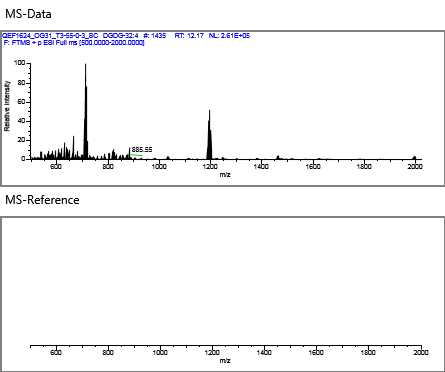 MS-Data
QEF1624_OG31_T3-55-0-3_SC DGDG-32:4 #: 1435 RT: 12.17 NL: 2.61E+05
F: FTMS + p ESI Full ms [500.0000-2000.0000]
100
80
60
40
20
0
Relative Intensity
885.55
600 800 1000 1200 1400 1600 1800 2000
m/z
MS-Reference
600 800 1000 1200 1400 1600 1800 2000
m/z